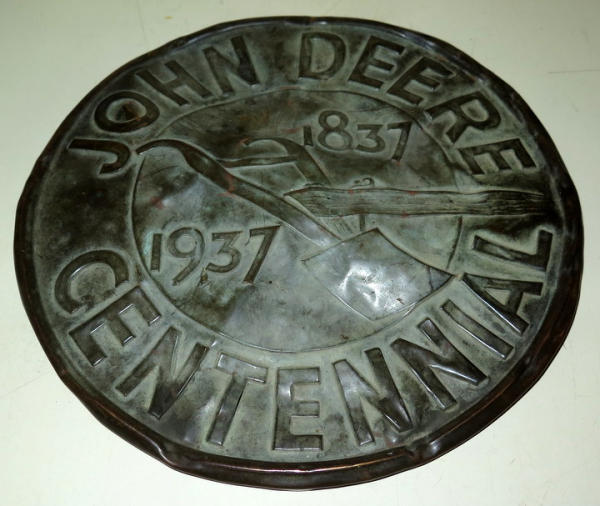 JOHN DEERE
1837
1937
CENTENNIAL